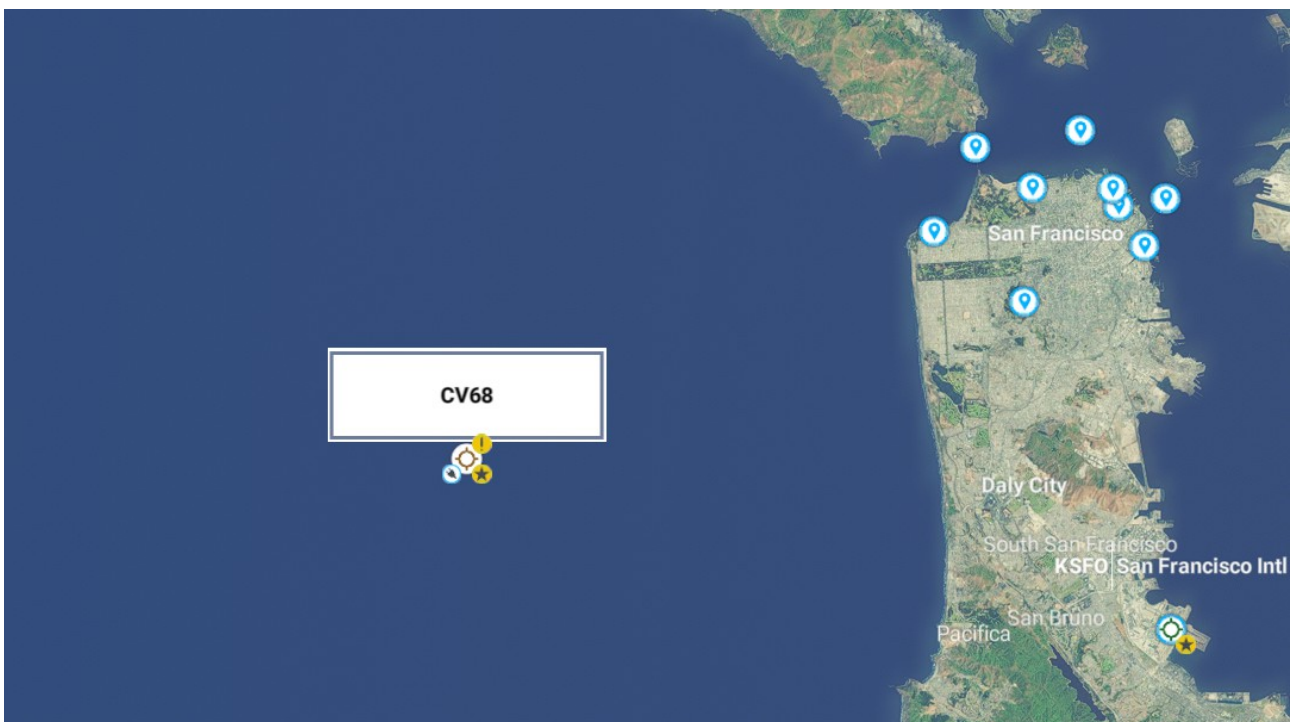 San Francisco
CV68
Daly City
South San Francisco
KSFO San Francisco Intl
San Bruno
Pacifica